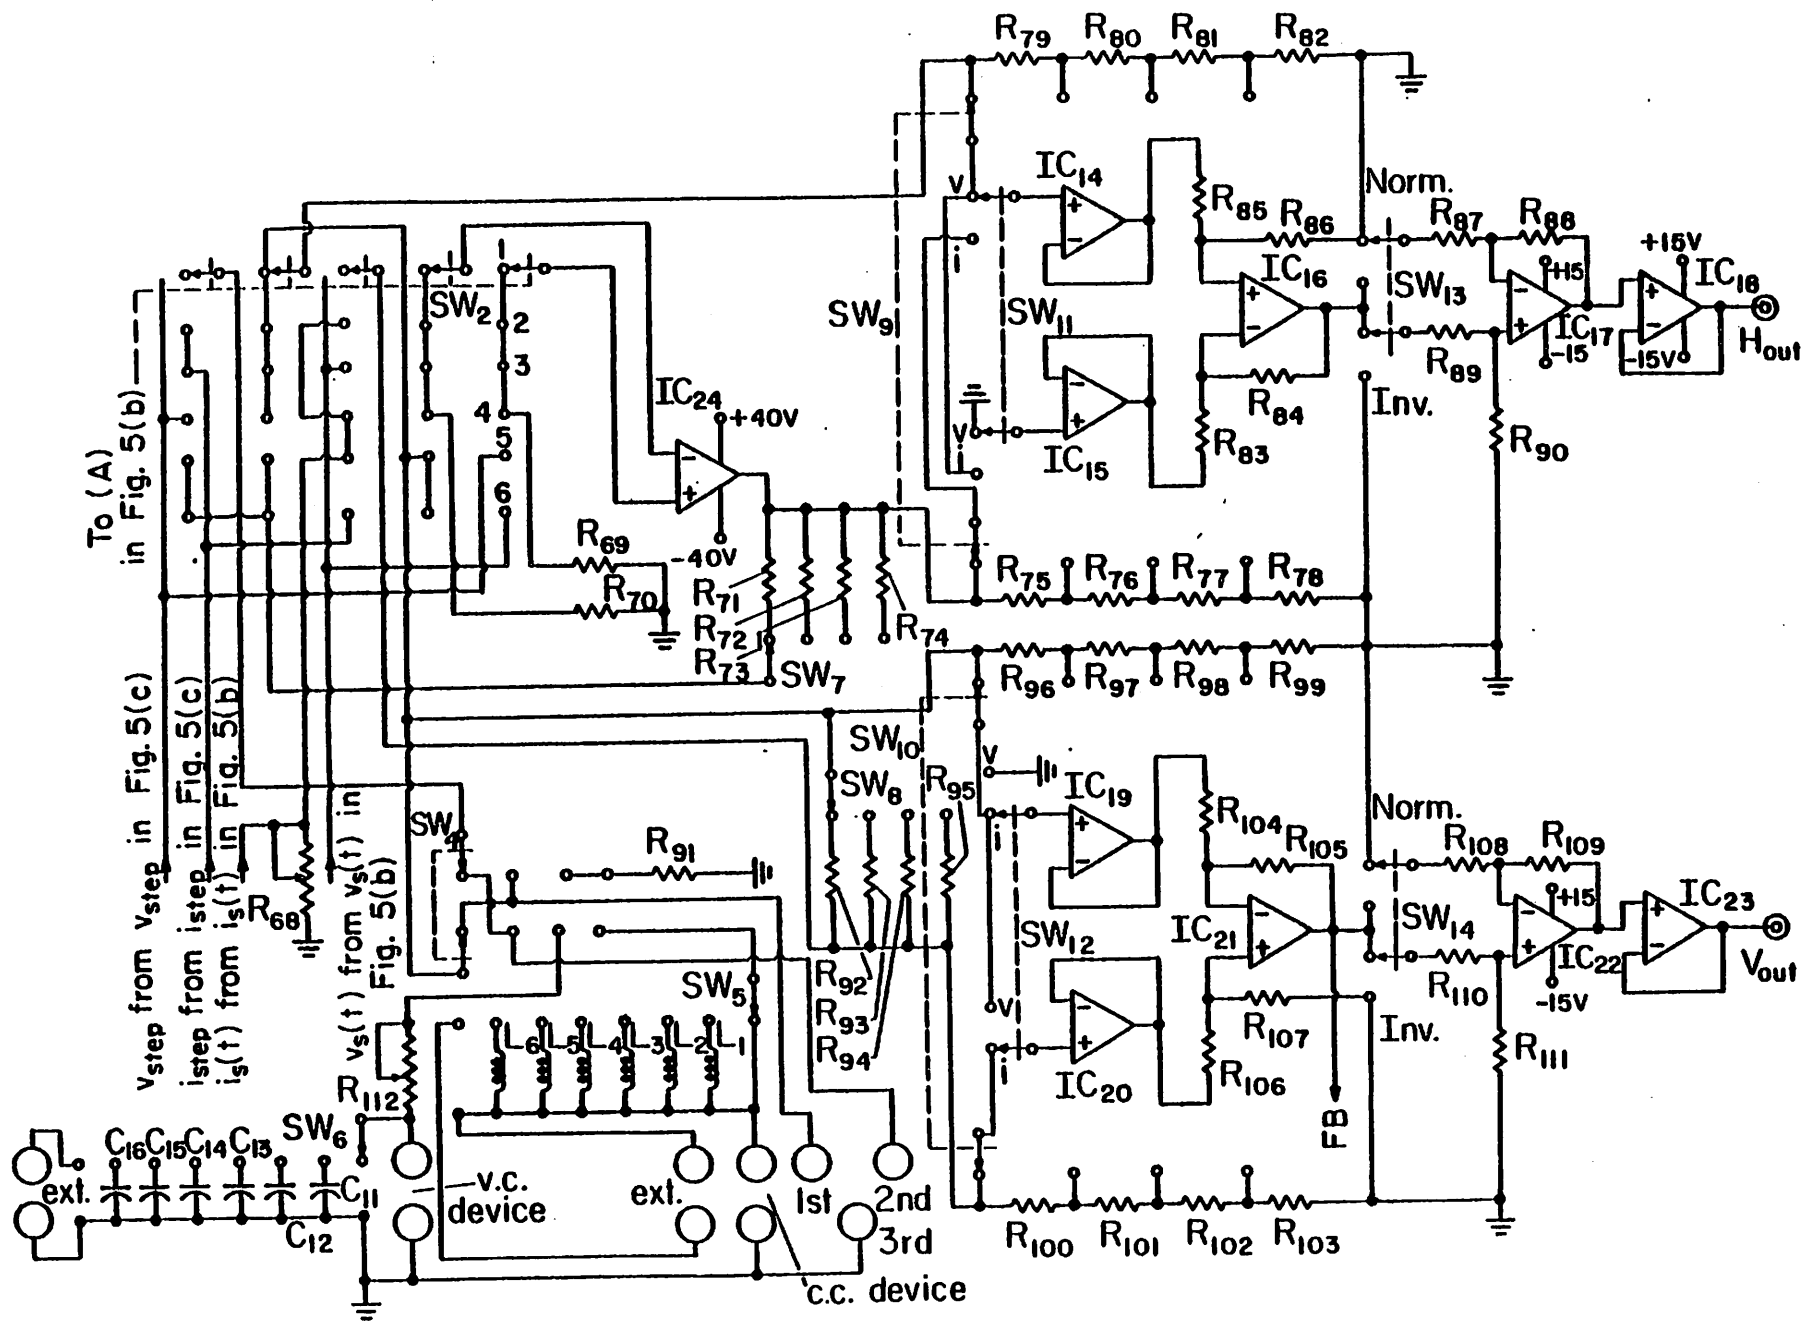 R79
R80
R81
R82
IC14
V
i
R85
R86
Norm.
R87
R88
+15V
IC18
+15
IC16
SW13
SW2
1
2
3
4
5
6
SW9
SW11
IC17
-15
-15V
Hout
R89
R84
Inv.
IC24
+40V
-40V
V
i
IC15
R83
R90
To (A)
in Fig. 5(b)
R69
R70
R71
R72
R73
R74
SW7
R75
R76
R77
R78
R96
R97
R98
R99
vstep from vstep in Fig. 5(c)
istep from istep in Fig. 5(c)
is(t) from is(t) in Fig. 5(b)
vs(t) from vs(t) in
Fig. 5(b)
R68
SW4
R91
SW10
SW8
R95
V
i
IC19
R104
R105
Norm.
R108
R109
+15
IC23
IC21
SW14
SW12
IC22
-15V
Vout
R110
R92
R93
R94
SW5
L6
L5
L4
L3
L2
L1
V
i
IC20
R107
R106
Inv.
R111
FB
R112
SW6
C16
C15
C14
C13
C12
C11
ext.
v.c.
device
ext.
1st
2nd
3rd
c.c. device
R100
R101
R102
R103